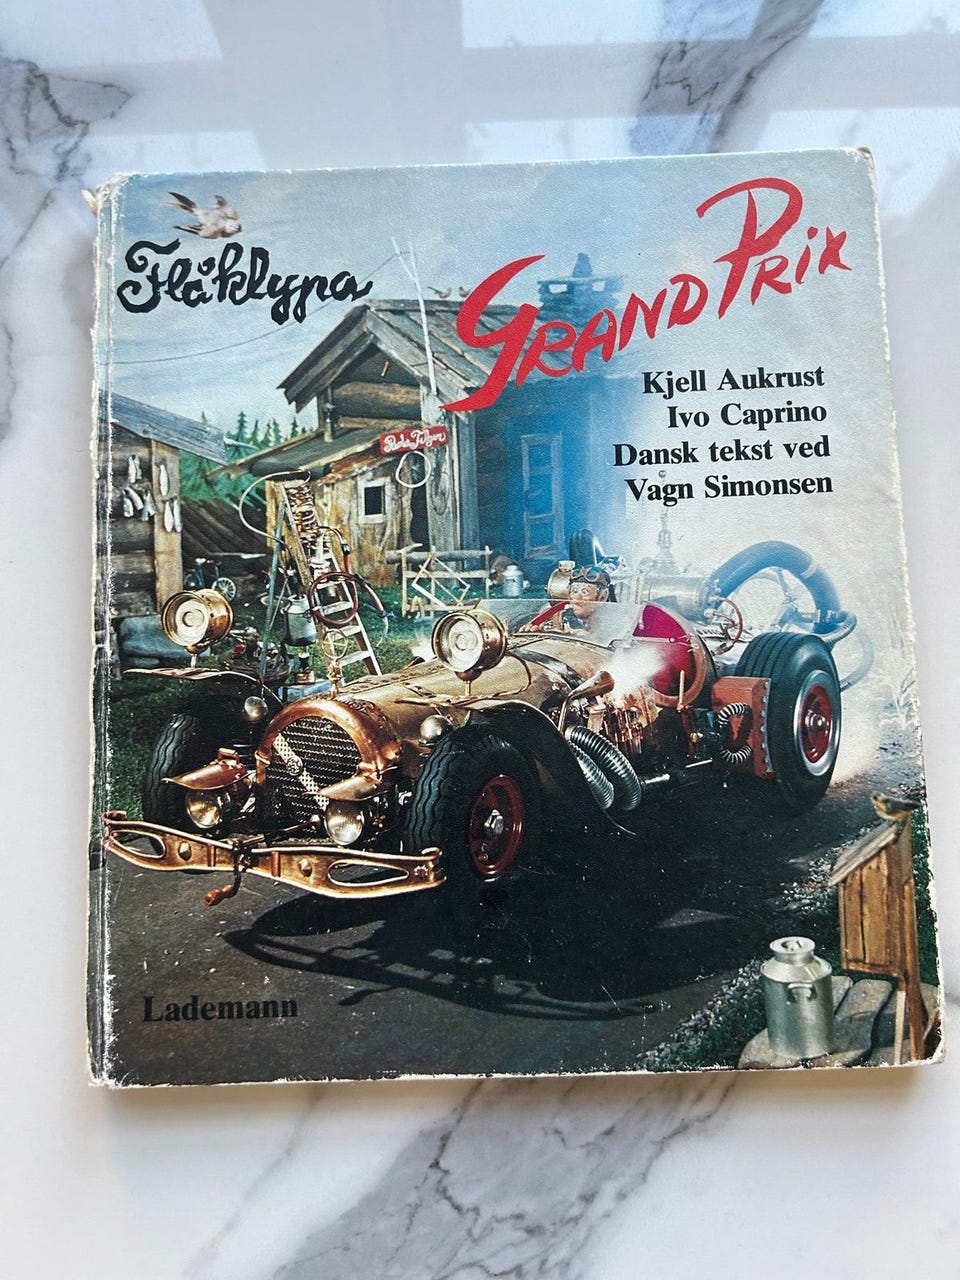 Flåklypa
GRAND PRIX
Kjell Aukrust
Ivo Caprino
Dansk tekst ved
Vagn Simonsen
Lademann